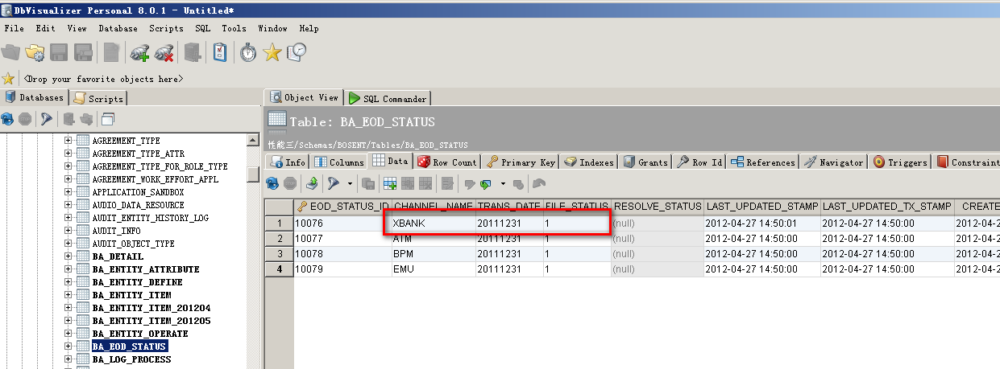 DbVisualizer Personal 8.0.1 - Untitled*
File Edit View Database Scripts SQL Tools Window Help
<Drop your favorite objects here>
Databases Scripts
AGREEMENT_TYPE
AGREEMENT_TYPE_ATTR
AGREEMENT_TYPE_FOR_ROLE_TYPE
AGREEMENT_WORK_EFFORT_APPL
APPLICATION_SANDBOX
AUDIO_DATA_RESOURCE
AUDIT_ENTITY_HISTORY_LOG
AUDIT_INFO
AUDIT_OBJECT_TYPE
BA_DETAIL
BA_ENTITY_ATTRIBUTE
BA_ENTITY_DEFINE
BA_ENTITY_ITEM
BA_ENTITY_ITEM_201204
BA_ENTITY_ITEM_201205
BA_ENTITY_OPERATE
BA_EOD_STATUS
BA_LOG_PROCESS
Object View SQL Commander
Table: BA_EOD_STATUS
性能三/Schemas/BOSENT/Tables/BA_EOD_STATUS
Info Columns Data Row Count Primary Key Indexes Grants Row Id References Navigator Triggers Constraint
EOD_STATUS_ID CHANNEL_NAME TRANS_DATE FILE_STATUS RESOLVE_STATUS LAST_UPDATED_STAMP LAST_UPDATED_TX_STAMP CREATE
1 10076 XBANK 20111231 1 (null) 2012-04-27 14:50:01 2012-04-27 14:50:00 2012-04-
2 10077 ATM 20111231 1 (null) 2012-04-27 14:50:00 2012-04-27 14:50:00 2012-04-
3 10078 BPM 20111231 1 (null) 2012-04-27 14:50:00 2012-04-27 14:50:00 2012-04-
4 10079 EMU 20111231 1 (null) 2012-04-27 14:50:00 2012-04-27 14:50:00 2012-04-